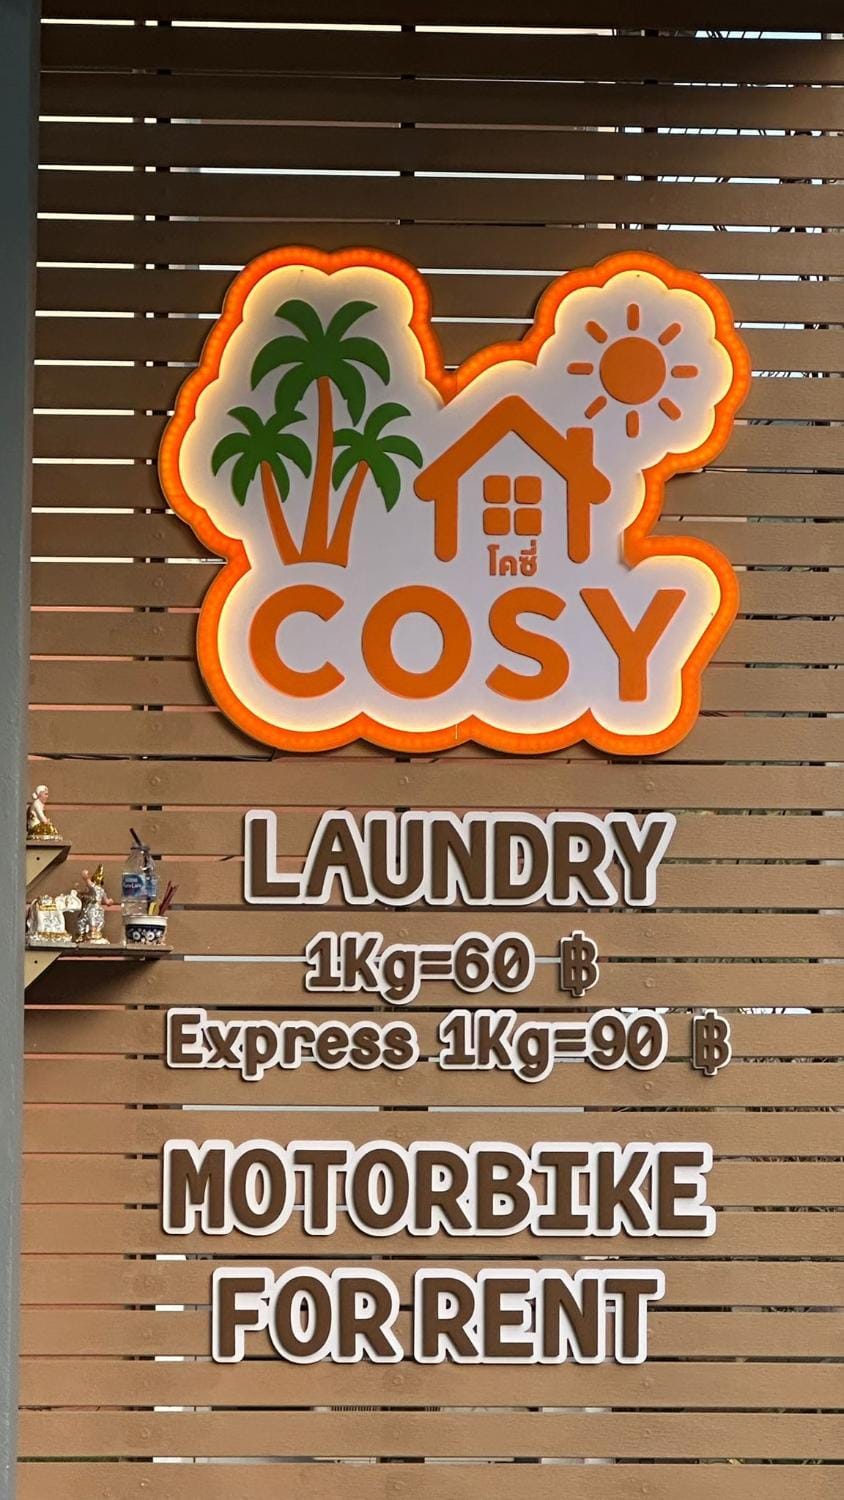 โคซี่
COSY
LAUNDRY
1Kg=60 ฿
Express 1Kg=90 ฿
MOTORBIKE
FOR RENT